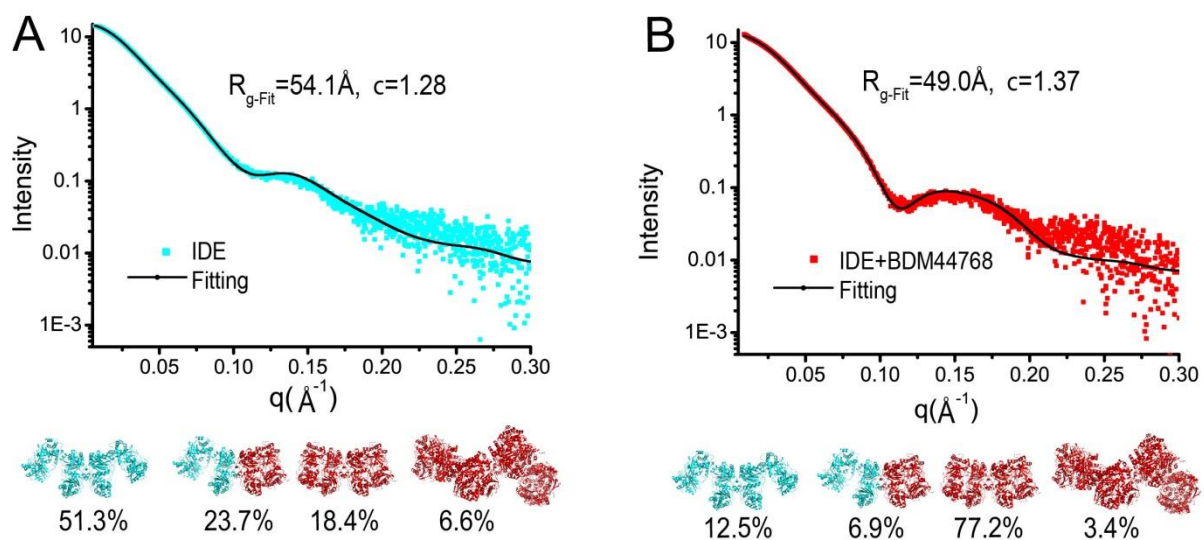 A
Intensity
10
1
0.1
0.01
1E-3
R_g-Fit=54.1Å, c=1.28
IDE
Fitting
0.05 0.10 0.15 0.20 0.25 0.30
q(Å⁻¹)
51.3% 23.7% 18.4% 6.6%
B
Intensity
10
1
0.1
0.01
1E-3
R_g-Fit=49.0Å, c=1.37
IDE+BDM44768
Fitting
0.05 0.10 0.15 0.20 0.25 0.30
q(Å⁻¹)
12.5% 6.9% 77.2% 3.4%